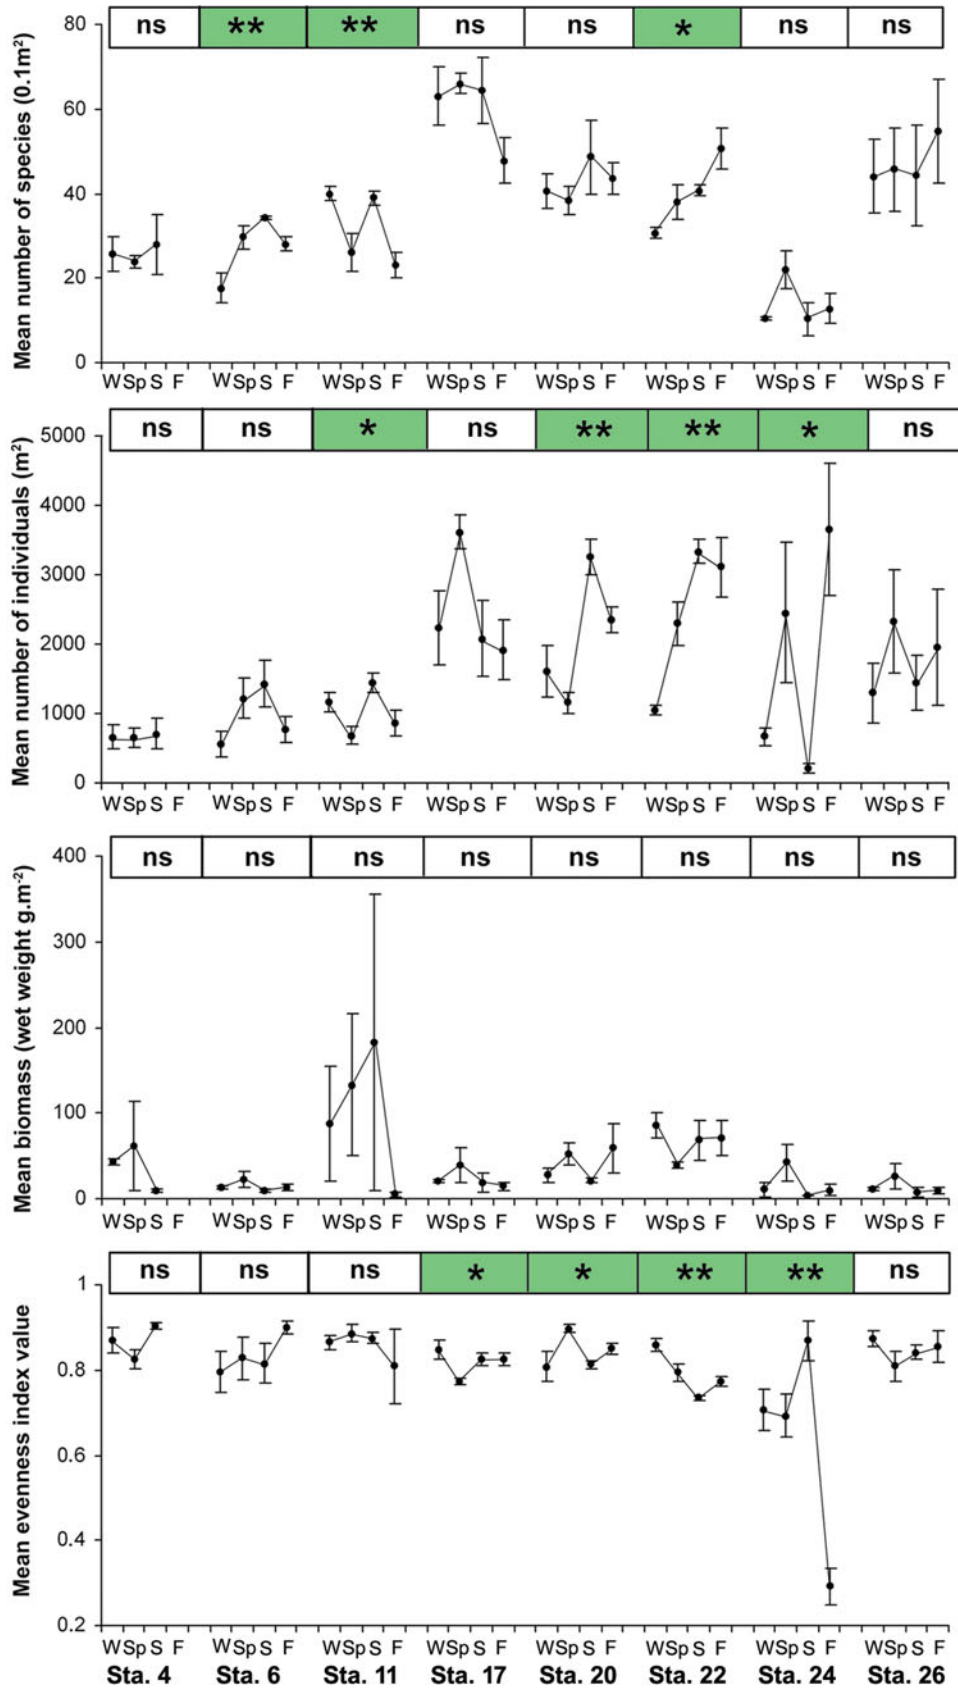 Mean number of species (0.1m²)
ns ** ** ns ns * ns ns
80
60
40
20
0
W Sp S F W Sp S F W Sp S F W Sp S F W Sp S F W Sp S F W Sp S F W Sp S F
Mean number of individuals (m²)
ns ns * ns ** ** * ns
5000
4000
3000
2000
1000
0
W Sp S F W Sp S F W Sp S F W Sp S F W Sp S F W Sp S F W Sp S F W Sp S F
Mean biomass (wet weight g.m⁻²)
ns ns ns ns ns ns ns ns
400
300
200
100
0
W Sp S F W Sp S F W Sp S F W Sp S F W Sp S F W Sp S F W Sp S F W Sp S F
Mean evenness index value
ns ns ns * * ** ** ns
1
0.8
0.6
0.4
0.2
W Sp S F W Sp S F W Sp S F W Sp S F W Sp S F W Sp S F W Sp S F W Sp S F
Sta. 4 Sta. 6 Sta. 11 Sta. 17 Sta. 20 Sta. 22 Sta. 24 Sta. 26